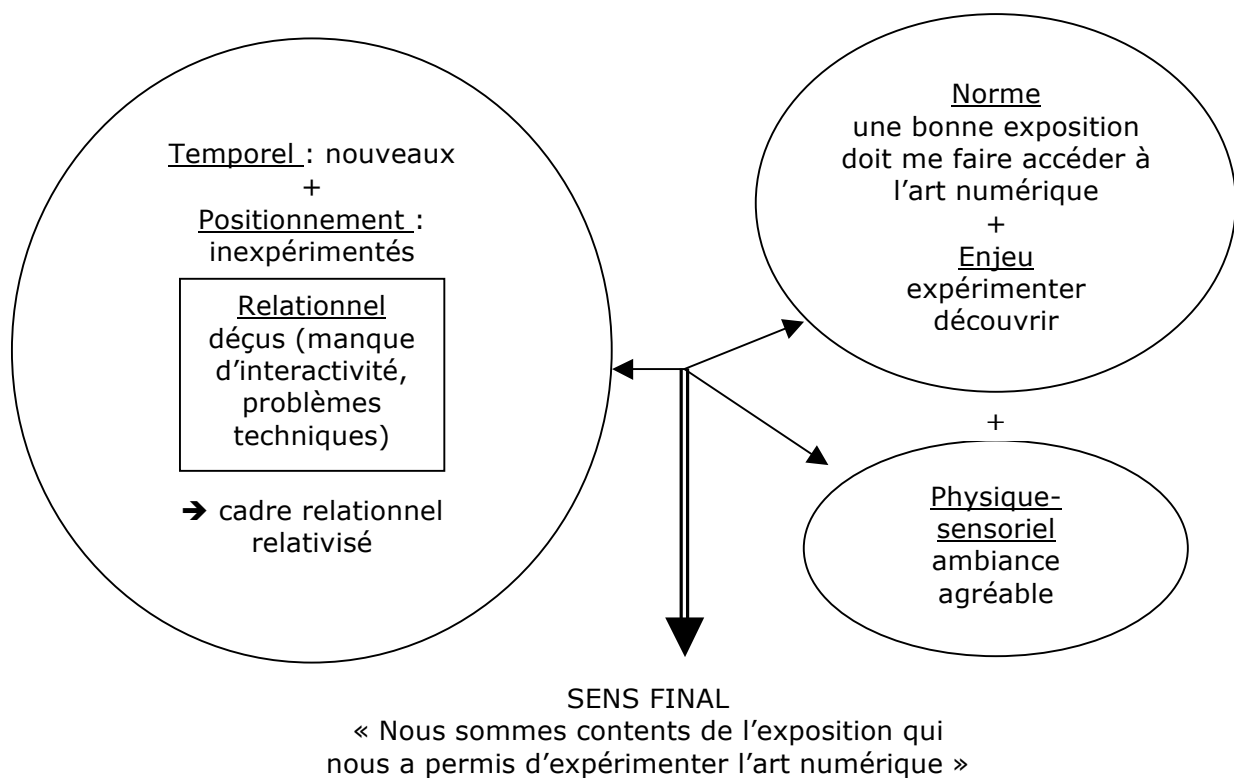 Temporel : nouveaux
+
Positionnement :
inexpérimentés
Relationnel
déçus (manque
d’interactivité,
problèmes
techniques)
➔ cadre relationnel
relativisé
Norme
une bonne exposition
doit me faire accéder à
l’art numérique
+
Enjeu
expérimenter
découvrir
+
Physique-
sensoriel
ambiance
agréable
SENS FINAL
« Nous sommes contents de l’exposition qui
nous a permis d’expérimenter l’art numérique »